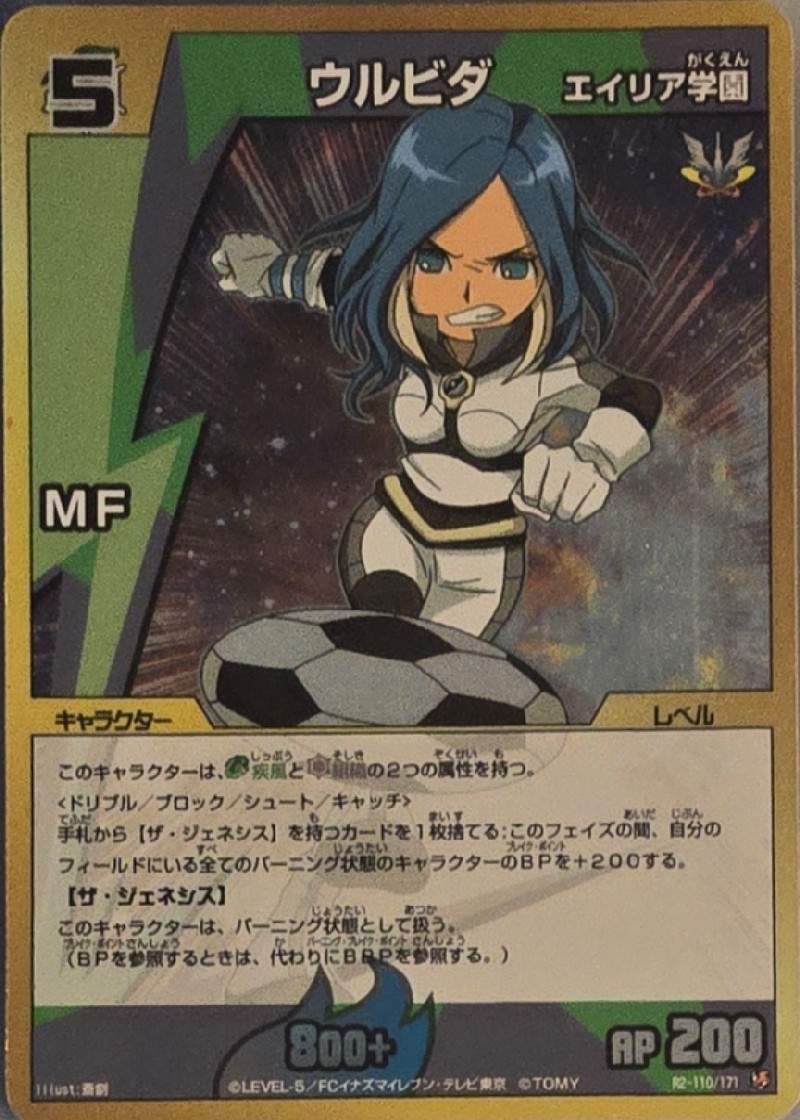 5
ウルビダ
エイリア学園
がくえん
MF
キャラクター
レベル
このキャラクターは、疾風と組織の2つの属性を持つ。
<ドリブル/ブロック/シュート/キャッチ>
手札から【ザ・ジェネシス】を持つカードを1枚捨てる:このフェイズの間、自分の
フィールドにいる全てのバーニング状態のキャラクターのBPを+200する。
【ザ・ジェネシス】
このキャラクターは、バーニング状態として扱う。
(BPを参照するときは、代わりにBBPを参照する。)
800+
AP 200
Illust:斎創
©LEVEL-5/FCイナズマイレブン・テレビ東京 ©TOMY
R2-110/171